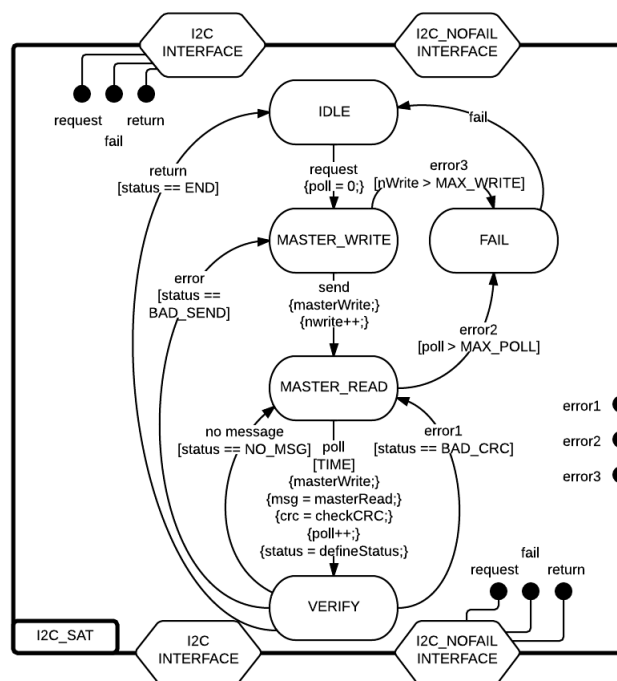 I2C
INTERFACE
I2C_NOFAIL
INTERFACE
request
fail
return
IDLE
fail
return
[status == END]
request
{poll = 0;}
error3
[nWrite > MAX_WRITE]
MASTER_WRITE
FAIL
error
[status ==
BAD_SEND]
send
{masterWrite;}
{nwrite++;}
error2
[poll > MAX_POLL]
MASTER_READ
error1
error2
error3
no message
[status == NO_MSG]
poll
[TIME]
{masterWrite;}
{msg = masterRead;}
{crc = checkCRC;}
{poll++;}
{status = defineStatus;}
error1
[status == BAD_CRC]
fail
request
return
VERIFY
I2C_SAT
I2C
INTERFACE
I2C_NOFAIL
INTERFACE